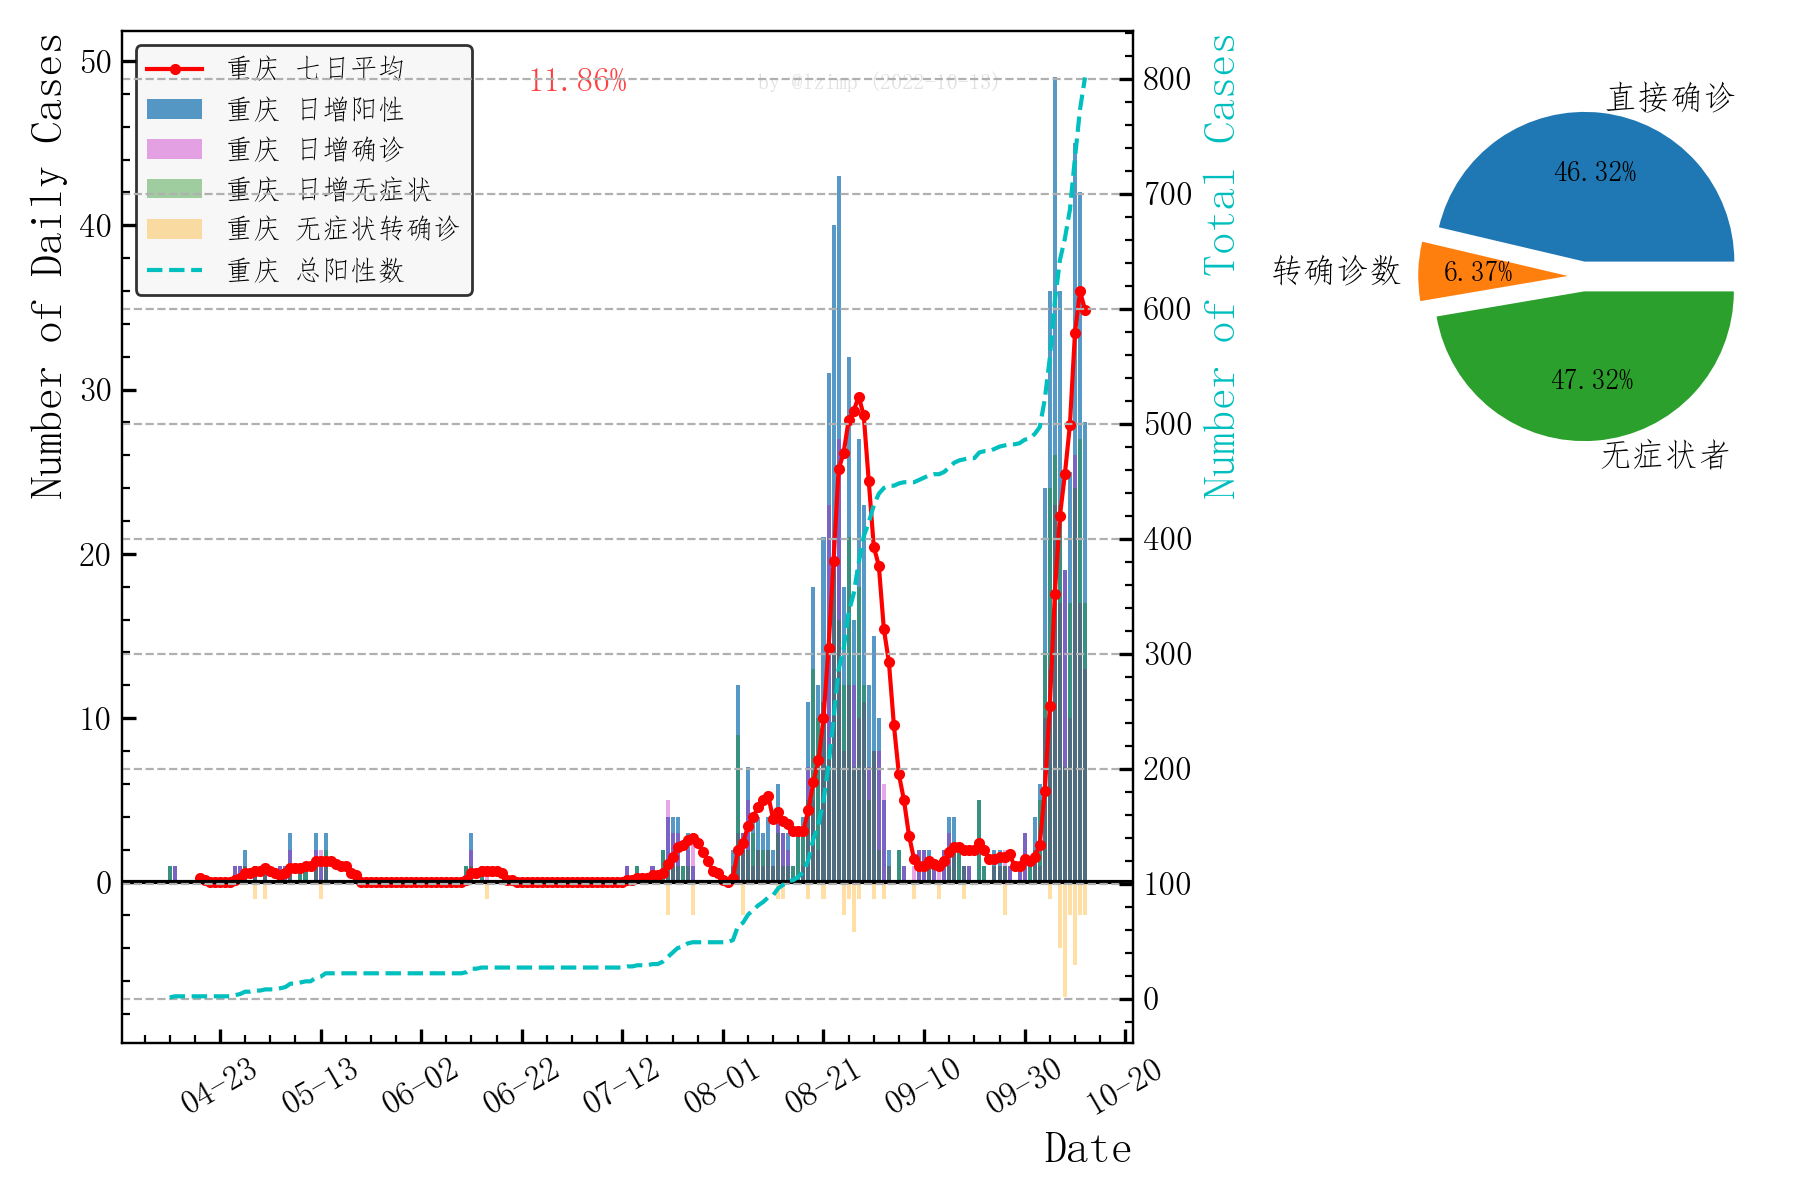 Number of Daily Cases
50
40
30
20
10
0
重庆 七日平均
重庆 日增阳性
重庆 日增确诊
重庆 日增无症状
重庆 无症状转确诊
重庆 总阳性数
11.86%
by @lzihmp (2022-10-13)
Number of Total Cases
800
700
600
500
400
300
200
100
0
04-23
05-13
06-02
06-22
07-12
08-01
08-21
09-10
09-30
10-20
Date
直接确诊
46.32%
转确诊数
6.37%
47.32%
无症状者